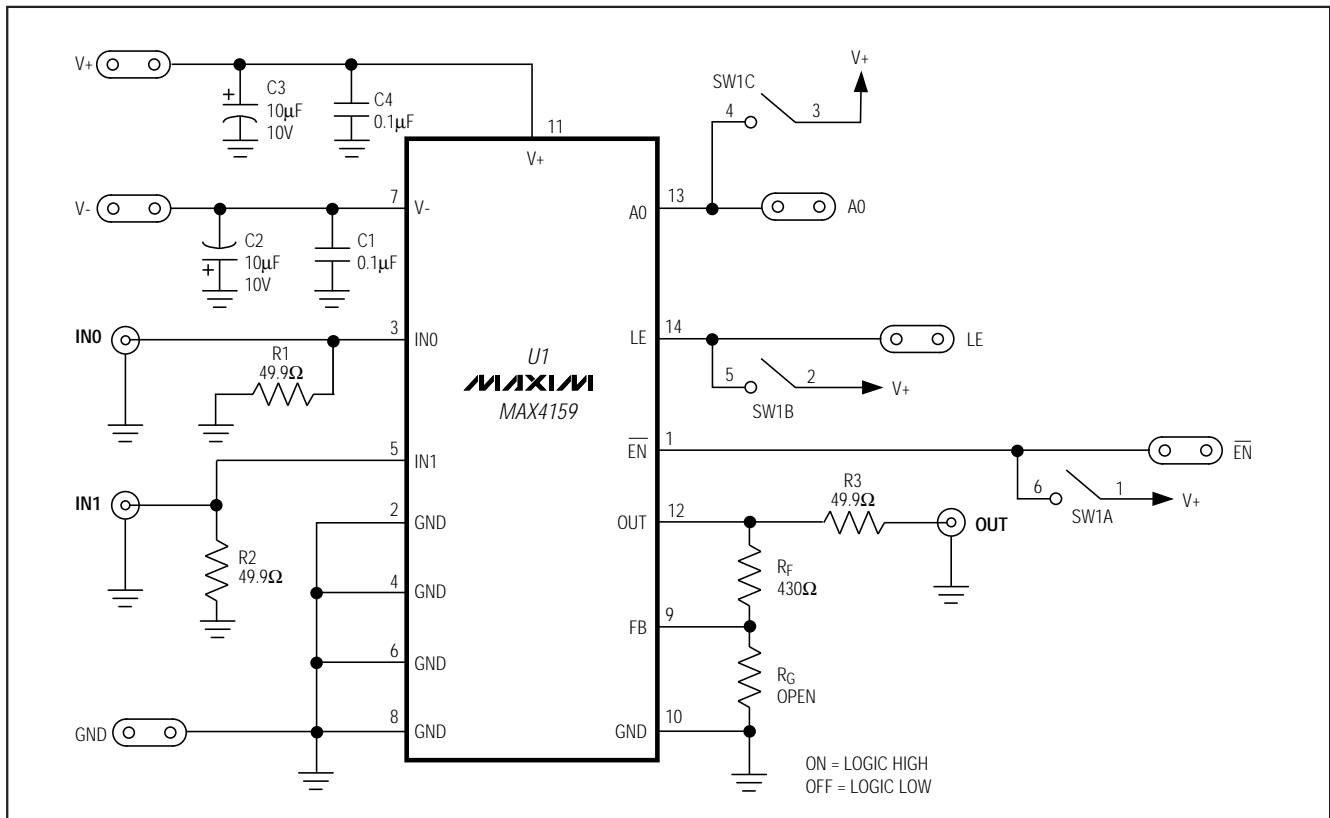 V+
C3
10µF
10V
+
C4
0.1µF
11
V+
SW1C
4
3
V+
V-
7
V-
C2
10µF
10V
+
C1
0.1µF
13
A0
A0
IN0
3
IN0
R1
49.9Ω
U1
MAXIM
MAX4159
14
LE
LE
5
2
V+
SW1B
IN1
5
IN1
R2
49.9Ω
1
EN
EN
6
1
V+
SW1A
2
GND
12
OUT
R3
49.9Ω
OUT
RF
430Ω
4
GND
9
FB
6
GND
RG
OPEN
GND
8
GND
10
GND
ON = LOGIC HIGH
OFF = LOGIC LOW